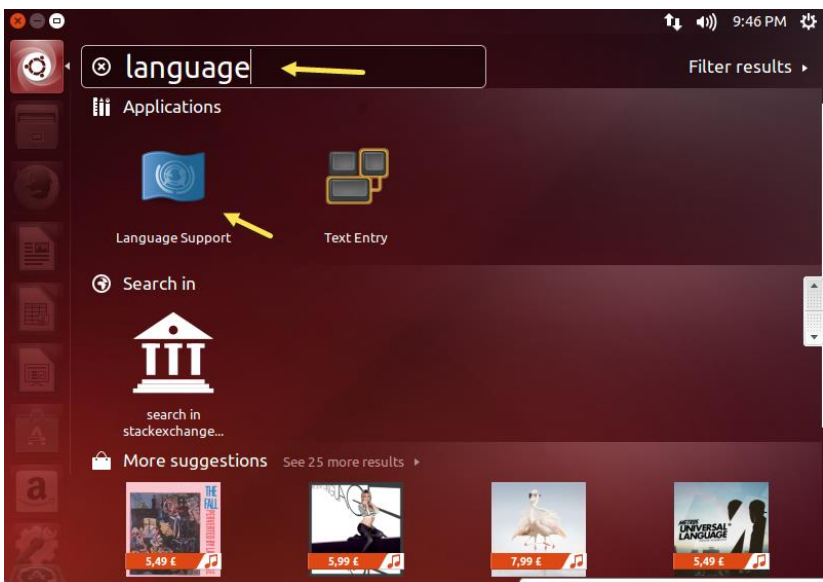 9:46 PM
language
Filter results
Applications
Language Support
Text Entry
Search in
search in
stackexchange...
More suggestions
See 25 more results
THE
FALL
5,49 £
5,99 £
7,99 £
UNIVERSAL
LANGUAGE
5,49 £